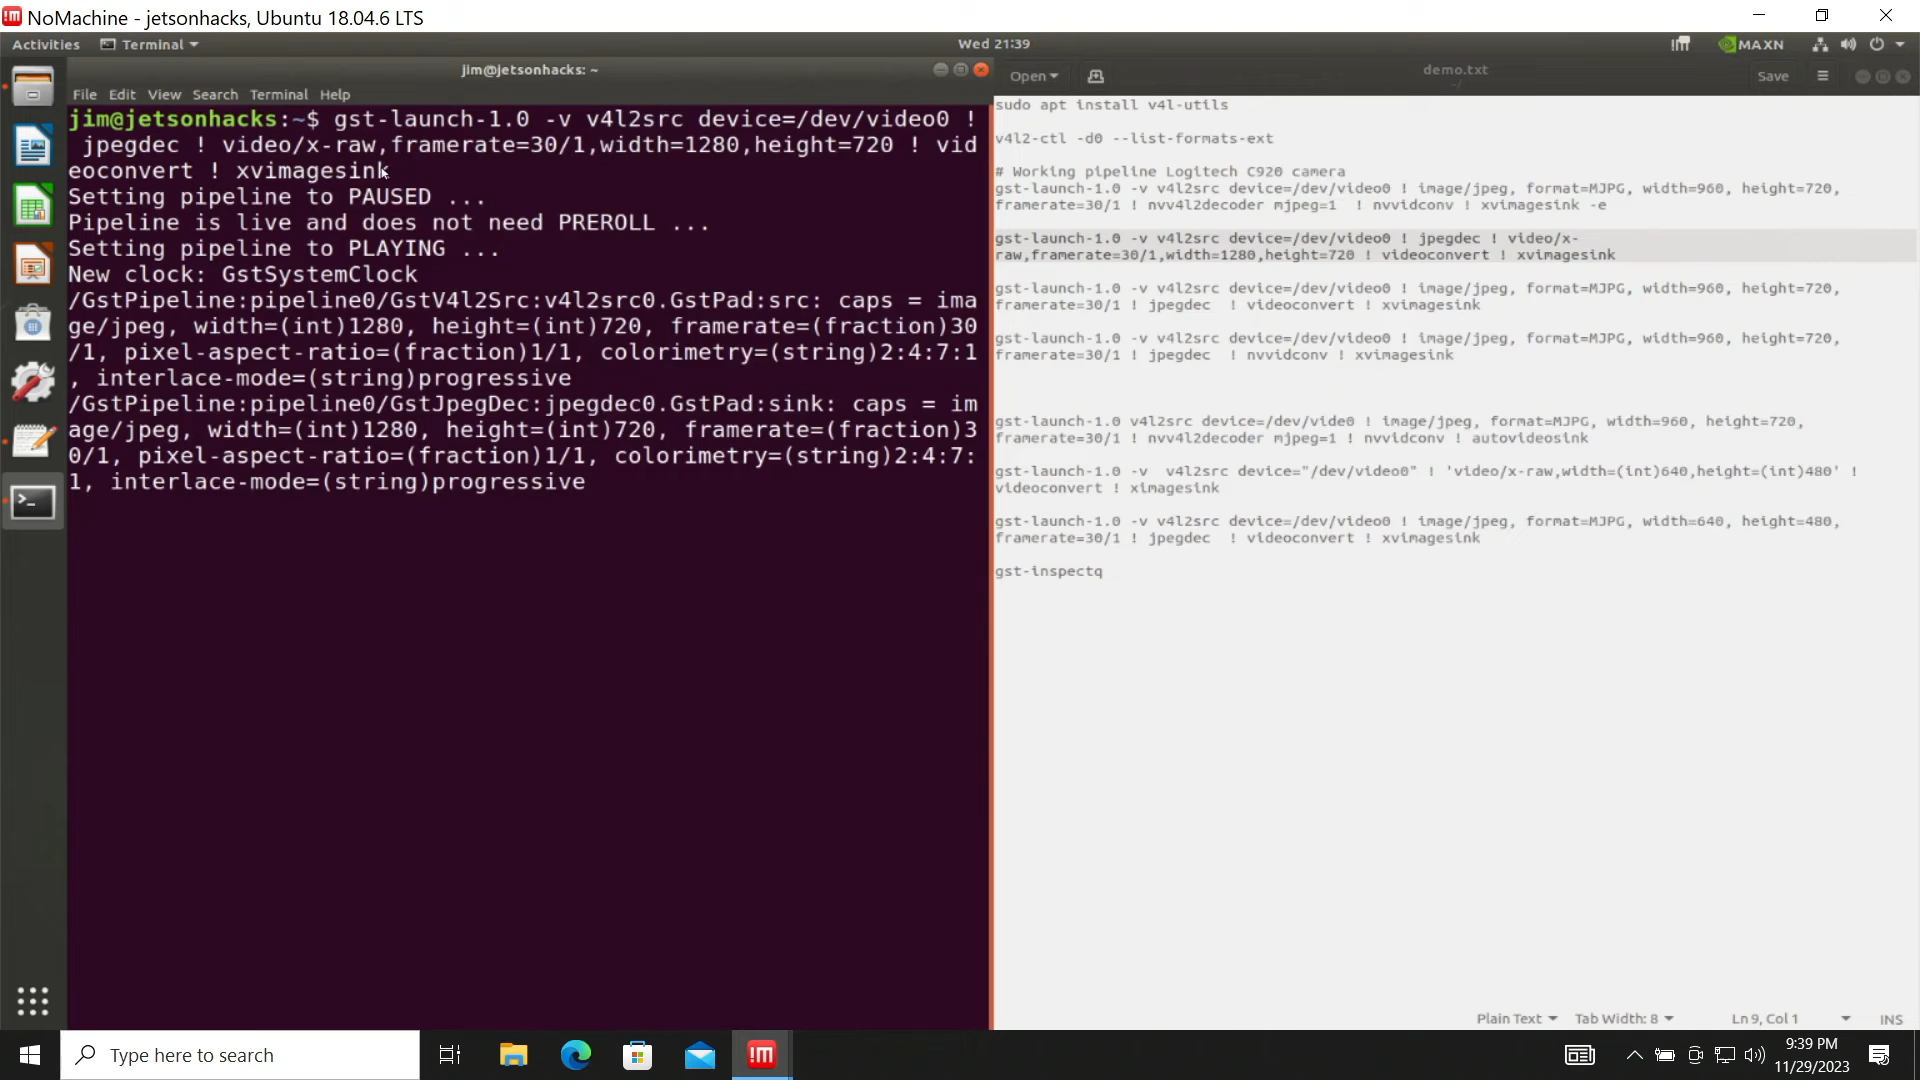 NoMachine - jetsonhacks, Ubuntu 18.04.6 LTS
Activities Terminal Wed 21:39 MAXN
jim@jetsonhacks: ~
File Edit View Search Terminal Help
jim@jetsonhacks:~$ gst-launch-1.0 -v v4l2src device=/dev/video0 !
jpegdec ! video/x-raw,framerate=30/1,width=1280,height=720 ! vid
eoconvert ! xvimagesink
Setting pipeline to PAUSED ...
Pipeline is live and does not need PREROLL ...
Setting pipeline to PLAYING ...
New clock: GstSystemClock
/GstPipeline:pipeline0/GstV4l2Src:v4l2src0.GstPad:src: caps = ima
ge/jpeg, width=(int)1280, height=(int)720, framerate=(fraction)30
/1, pixel-aspect-ratio=(fraction)1/1, colorimetry=(string)2:4:7:1
, interlace-mode=(string)progressive
/GstPipeline:pipeline0/GstJpegDec:jpegdec0.GstPad:sink: caps = im
age/jpeg, width=(int)1280, height=(int)720, framerate=(fraction)3
0/1, pixel-aspect-ratio=(fraction)1/1, colorimetry=(string)2:4:7:
1, interlace-mode=(string)progressive
Open demo.txt Save
~/
sudo apt install v4l-utils
v4l2-ctl -d0 --list-formats-ext
# Working pipeline Logitech C920 camera
gst-launch-1.0 -v v4l2src device=/dev/video0 ! image/jpeg, format=MJPG, width=960, height=720,
framerate=30/1 ! nvv4l2decoder mjpeg=1  ! nvvidconv ! xvimagesink -e
gst-launch-1.0 -v v4l2src device=/dev/video0 ! jpegdec ! video/x-
raw,framerate=30/1,width=1280,height=720 ! videoconvert ! xvimagesink
gst-launch-1.0 -v v4l2src device=/dev/video0 ! image/jpeg, format=MJPG, width=960, height=720,
framerate=30/1 ! jpegdec  ! videoconvert ! xvimagesink
gst-launch-1.0 -v v4l2src device=/dev/video0 ! image/jpeg, format=MJPG, width=960, height=720,
framerate=30/1 ! jpegdec  ! nvvidconv ! xvimagesink
gst-launch-1.0 v4l2src device=/dev/vide0 ! image/jpeg, format=MJPG, width=960, height=720,
framerate=30/1 ! nvv4l2decoder mjpeg=1 ! nvvidconv ! autovideosink
gst-launch-1.0 -v  v4l2src device="/dev/video0" ! 'video/x-raw,width=(int)640,height=(int)480' !
videoconvert ! ximagesink
gst-launch-1.0 -v v4l2src device=/dev/video0 ! image/jpeg, format=MJPG, width=640, height=480,
framerate=30/1 ! jpegdec  ! videoconvert ! xvimagesink
gst-inspectq
Plain Text Tab Width: 8 Ln 9, Col 1 INS
Type here to search
9:39 PM
11/29/2023